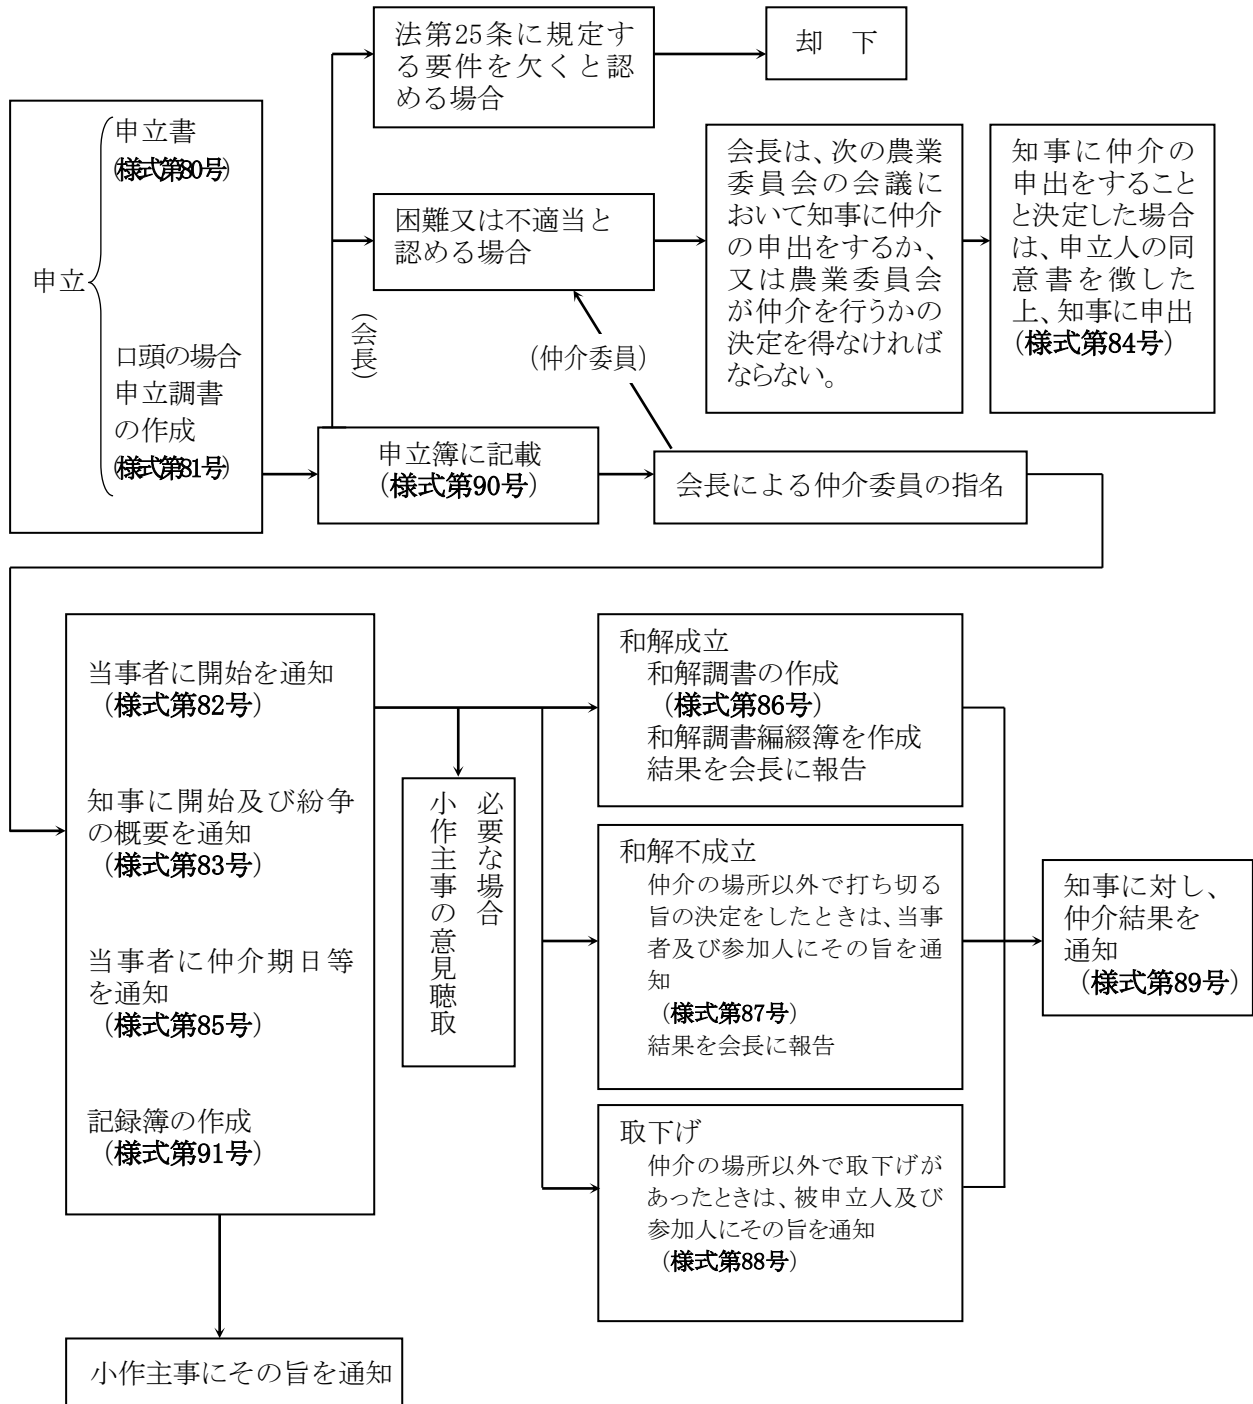 法第25条に規定す
る要件を欠くと認
める場合
却　下
申立
申立書
(様式第80号)
口頭の場合
申立調書
の作成
(様式第81号)
困難又は不適当と
認める場合
会長は、次の農業
委員会の会議に
おいて知事に仲介
の申出をするか、
又は農業委員会
が仲介を行うかの
決定を得なければ
ならない。
知事に仲介の
申出をすること
と決定した場合
は、申立人の同
意書を徴した
上、知事に申出
(様式第84号)
(会長)
(仲介委員)
申立簿に記載
(様式第90号)
会長による仲介委員の指名
当事者に開始を通知
(様式第82号)
知事に開始及び紛争
の概要を通知
(様式第83号)
当事者に仲介期日等
を通知
(様式第85号)
記録簿の作成
(様式第91号)
必要な場合
小作主事の意見聴取
和解成立
和解調書の作成
(様式第86号)
和解調書編綴簿を作成
結果を会長に報告
和解不成立
仲介の場所以外で打ち切る
旨の決定をしたときは、当事
者及び参加人にその旨を通
知
(様式第87号)
結果を会長に報告
取下げ
仲介の場所以外で取下げが
あったときは、被申立人及び
参加人にその旨を通知
(様式第88号)
知事に対し、
仲介結果を
通知
(様式第89号)
小作主事にその旨を通知